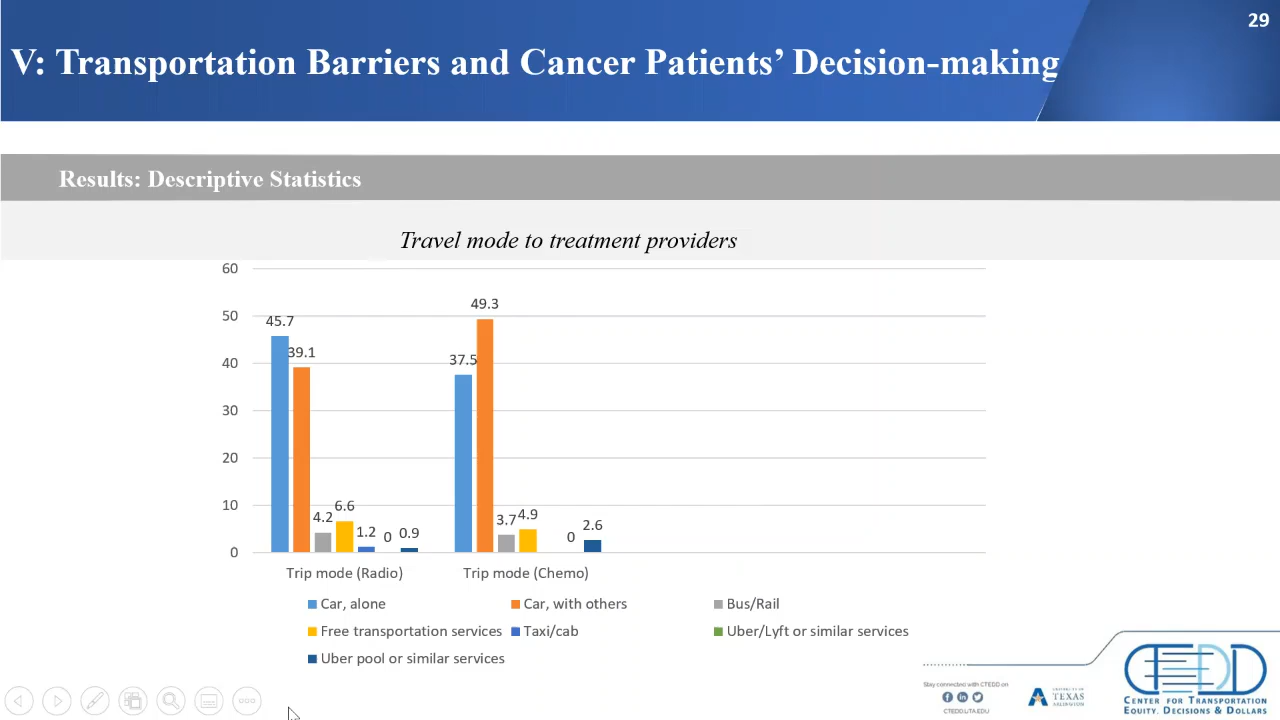 29
V: Transportation Barriers and Cancer Patients’ Decision-making
Results: Descriptive Statistics
Travel mode to treatment providers
60
50
40
30
20
10
0
45.7
39.1
4.2
6.6
1.2
0
0.9
37.5
49.3
3.7
4.9
0
2.6
Trip mode (Radio)
Trip mode (Chemo)
Car, alone
Car, with others
Bus/Rail
Free transportation services
Taxi/cab
Uber/Lyft or similar services
Uber pool or similar services
Stay connected with CTEDD on
CTEDD.UTA.EDU
UNIVERSITY OF
TEXAS
ARLINGTON
CTEDD
CENTER FOR TRANSPORTATION
EQUITY, DECISIONS & DOLLARS